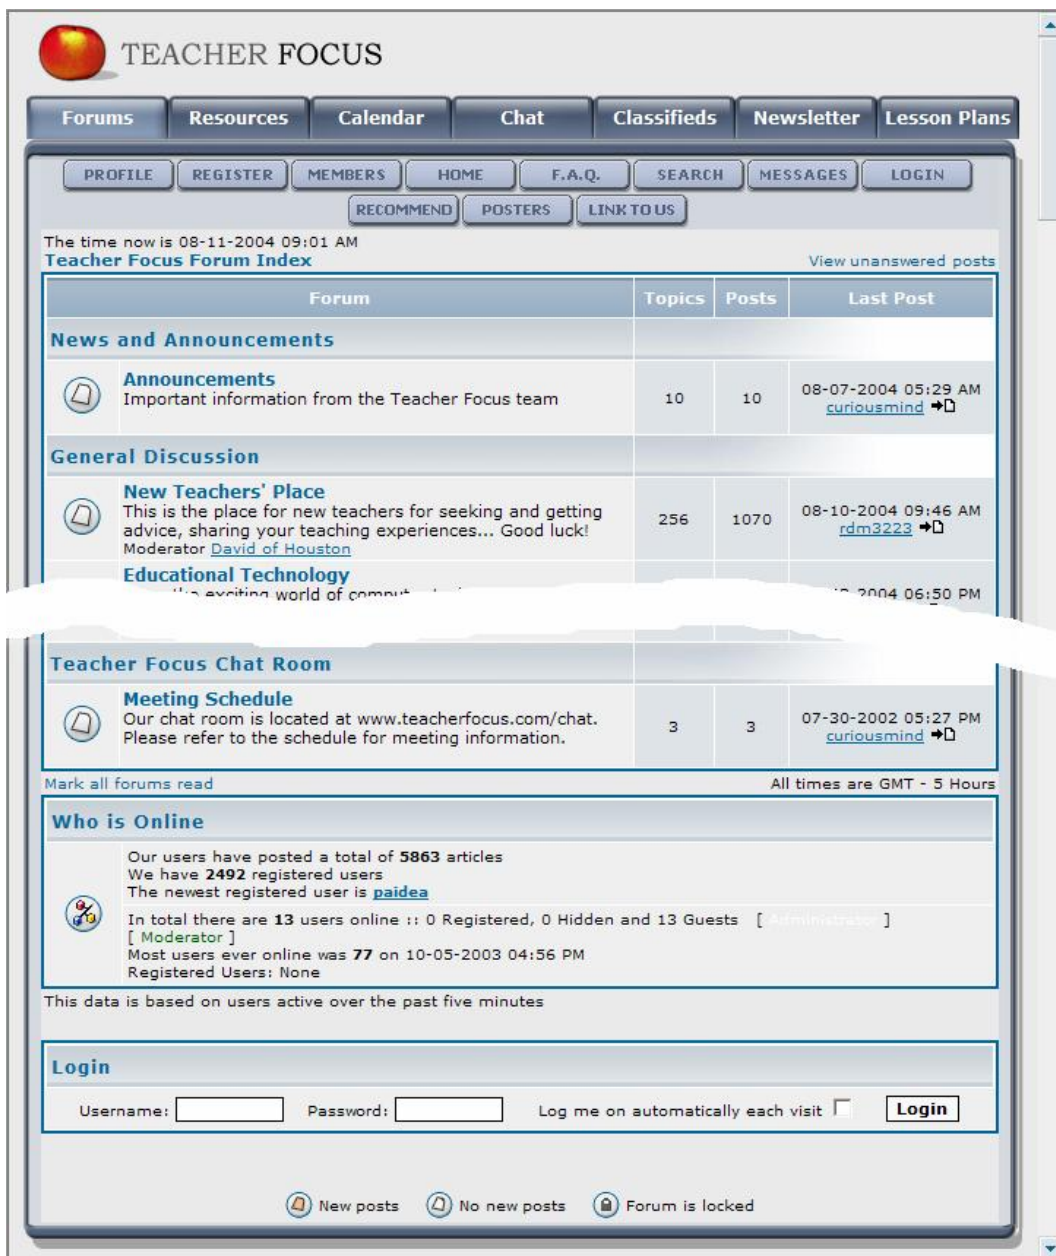 TEACHER FOCUS
Forums Resources Calendar Chat Classifieds Newsletter Lesson Plans
PROFILE REGISTER MEMBERS HOME F.A.Q. SEARCH MESSAGES LOGIN
RECOMMEND POSTERS LINK TO US
The time now is 08-11-2004 09:01 AM
Teacher Focus Forum Index View unanswered posts
Forum Topics Posts Last Post
News and Announcements
Announcements
Important information from the Teacher Focus team
10 10
08-07-2004 05:29 AM
curiousmind
General Discussion
New Teachers' Place
This is the place for new teachers for seeking and getting
advice, sharing your teaching experiences... Good luck!
Moderator David of Houston
256 1070
08-10-2004 09:46 AM
rdm3223
Educational Technology
exciting world of
2004 06:50 PM
Teacher Focus Chat Room
Meeting Schedule
Our chat room is located at www.teacherfocus.com/chat.
Please refer to the schedule for meeting information.
3 3
07-30-2002 05:27 PM
curiousmind
Mark all forums read All times are GMT - 5 Hours
Who is Online
Our users have posted a total of 5863 articles
We have 2492 registered users
The newest registered user is paidea
In total there are 13 users online :: 0 Registered, 0 Hidden and 13 Guests [ Administrator ]
[ Moderator ]
Most users ever online was 77 on 10-05-2003 04:56 PM
Registered Users: None
This data is based on users active over the past five minutes
Login
Username: Password: Log me on automatically each visit Login
New posts No new posts Forum is locked